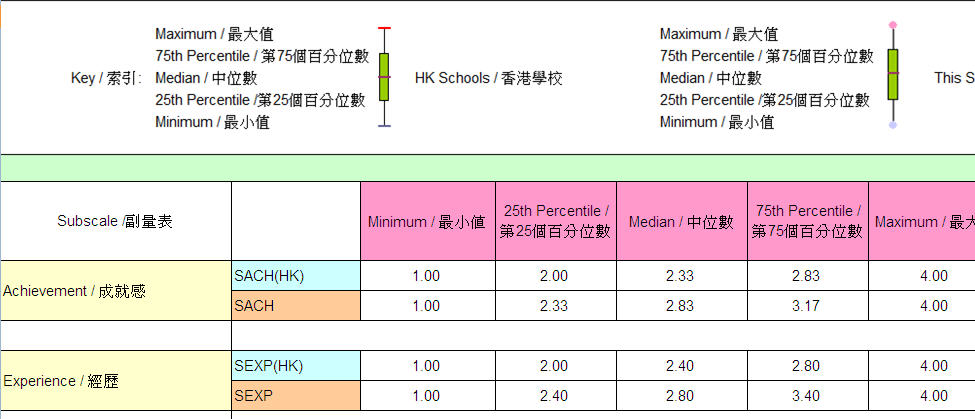 Maximum / 最大值
75th Percentile / 第75個百分位數
Key / 索引: Median / 中位數 HK Schools / 香港學校
25th Percentile /第25個百分位數
Minimum / 最小值
Maximum / 最大值
75th Percentile / 第75個百分位數
Median / 中位數 This S
25th Percentile /第25個百分位數
Minimum / 最小值
Subscale /副量表 Minimum / 最小值 25th Percentile / 第25個百分位數 Median / 中位數 75th Percentile / 第75個百分位數 Maximum / 最大
Achievement / 成就感
SACH(HK) 1.00 2.00 2.33 2.83 4.00
SACH 1.00 2.33 2.83 3.17 4.00
Experience / 經歷
SEXP(HK) 1.00 2.00 2.40 2.80 4.00
SEXP 1.00 2.40 2.80 3.40 4.00